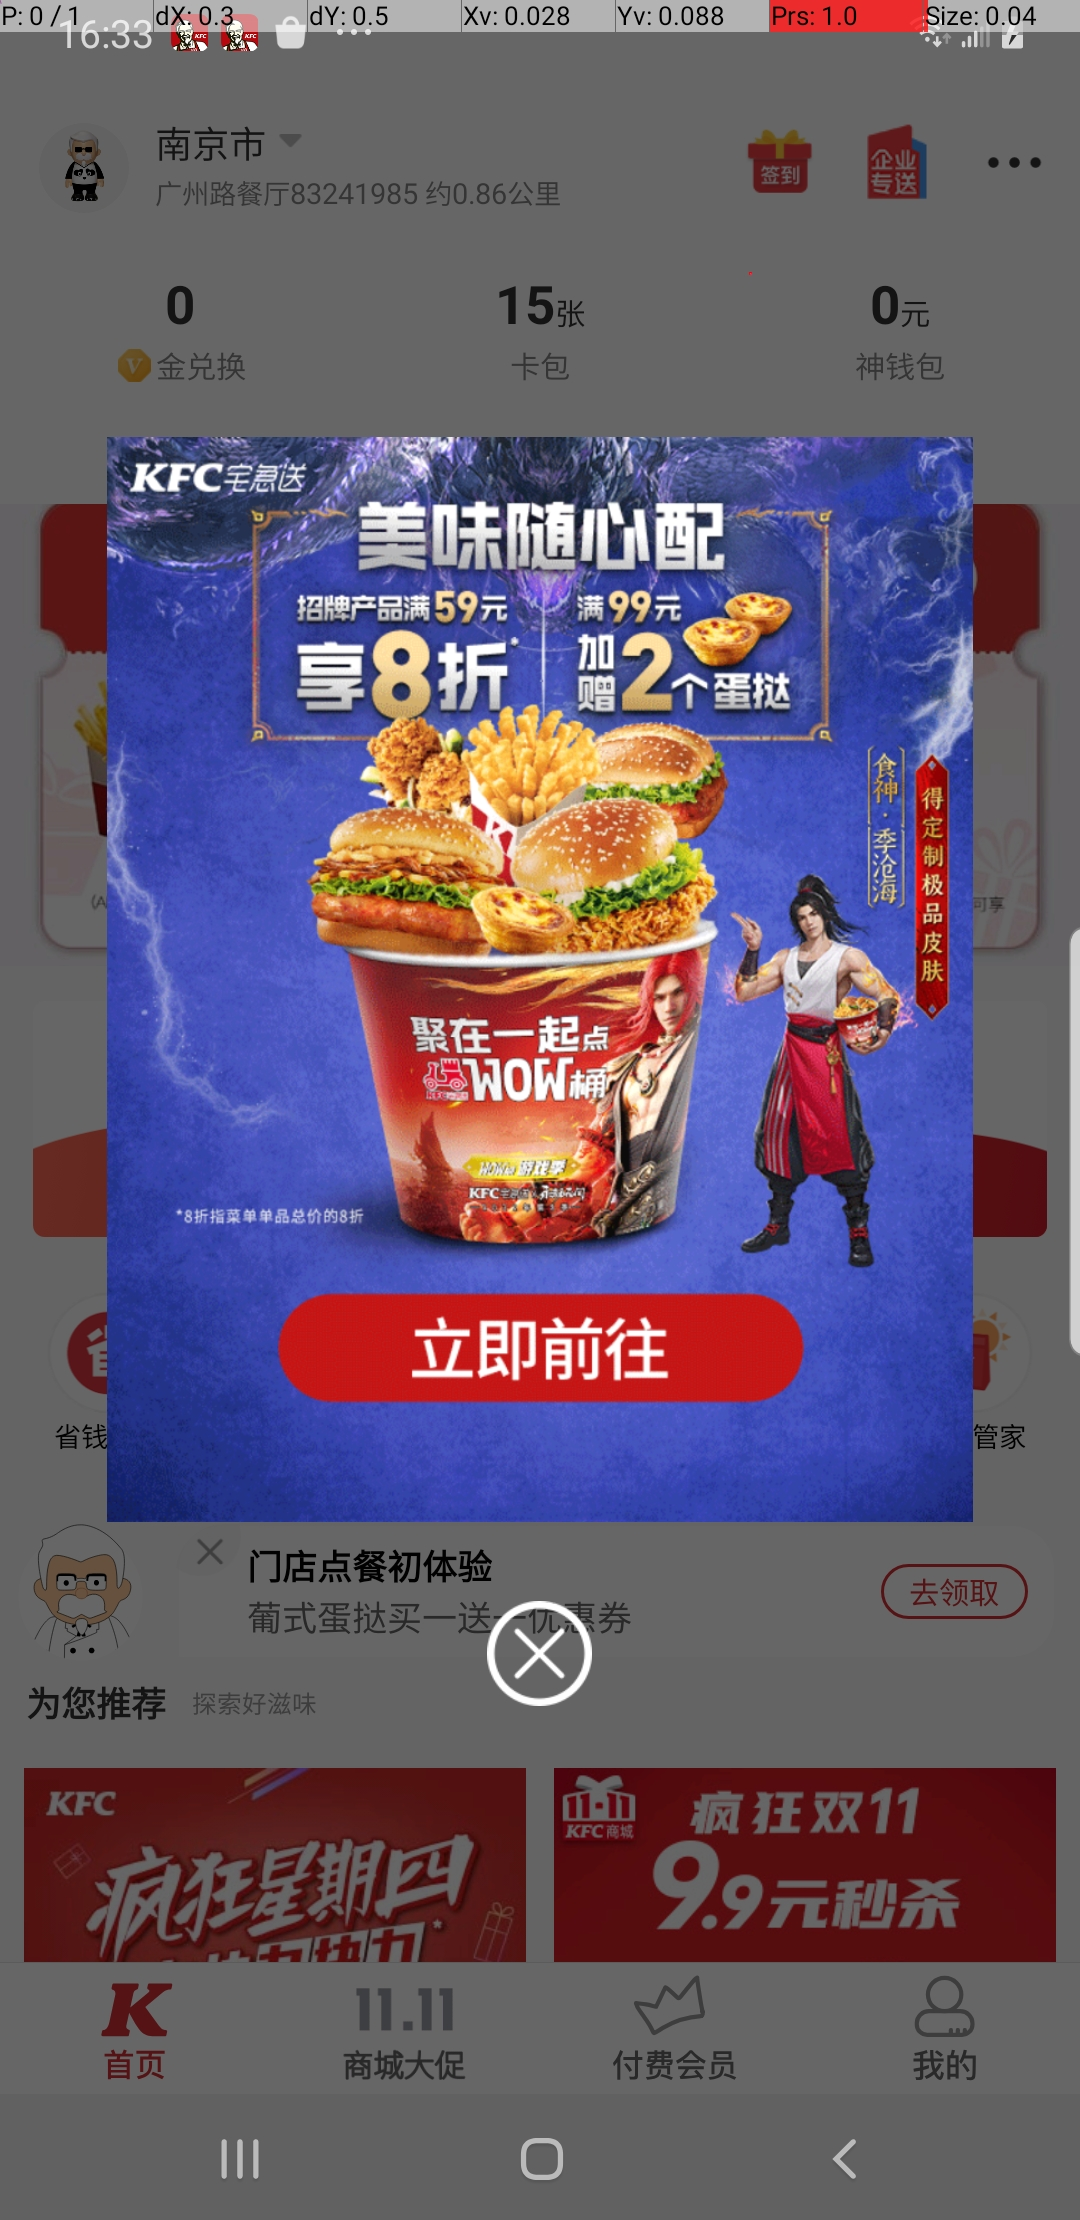 P: 0 / 1 dX: 0.3 dY: 0.5 Xv: 0.028 Yv: 0.088 Prs: 1.0 Size: 0.04
16:33
南京市
广州路餐厅83241985 约0.86公里
签到
企业
专送
0
15张
0元
金兑换
卡包
神钱包
KFC宅急送
美味随心配
招牌产品满59元
享8折*
满99元
加赠2个蛋挞
食神·季沧海
得定制极品皮肤
聚在一起点
WOW桶
*8折指菜单单品总价的8折
(A
可享
立即前往
省钱
管家
门店点餐初体验
葡式蛋挞买一送一优惠券
去领取
为您推荐 探索好滋味
KFC
疯狂星期四
11·11
KFC商城
疯狂双11
9.9元秒杀
K
首页
11.11
商城大促
付费会员
我的